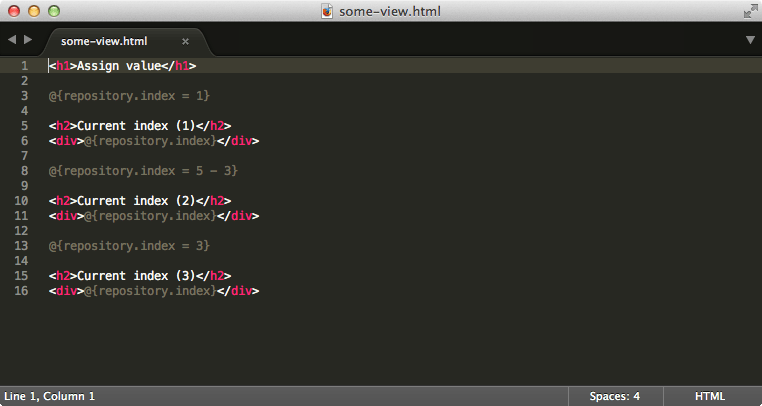 some-view.html
some-view.html ×
1 <h1>Assign value</h1>
2
3 @{repository.index = 1}
4
5 <h2>Current index (1)</h2>
6 <div>@{repository.index}</div>
7
8 @{repository.index = 5 - 3}
9
10 <h2>Current index (2)</h2>
11 <div>@{repository.index}</div>
12
13 @{repository.index = 3}
14
15 <h2>Current index (3)</h2>
16 <div>@{repository.index}</div>
Line 1, Column 1 Spaces: 4 HTML